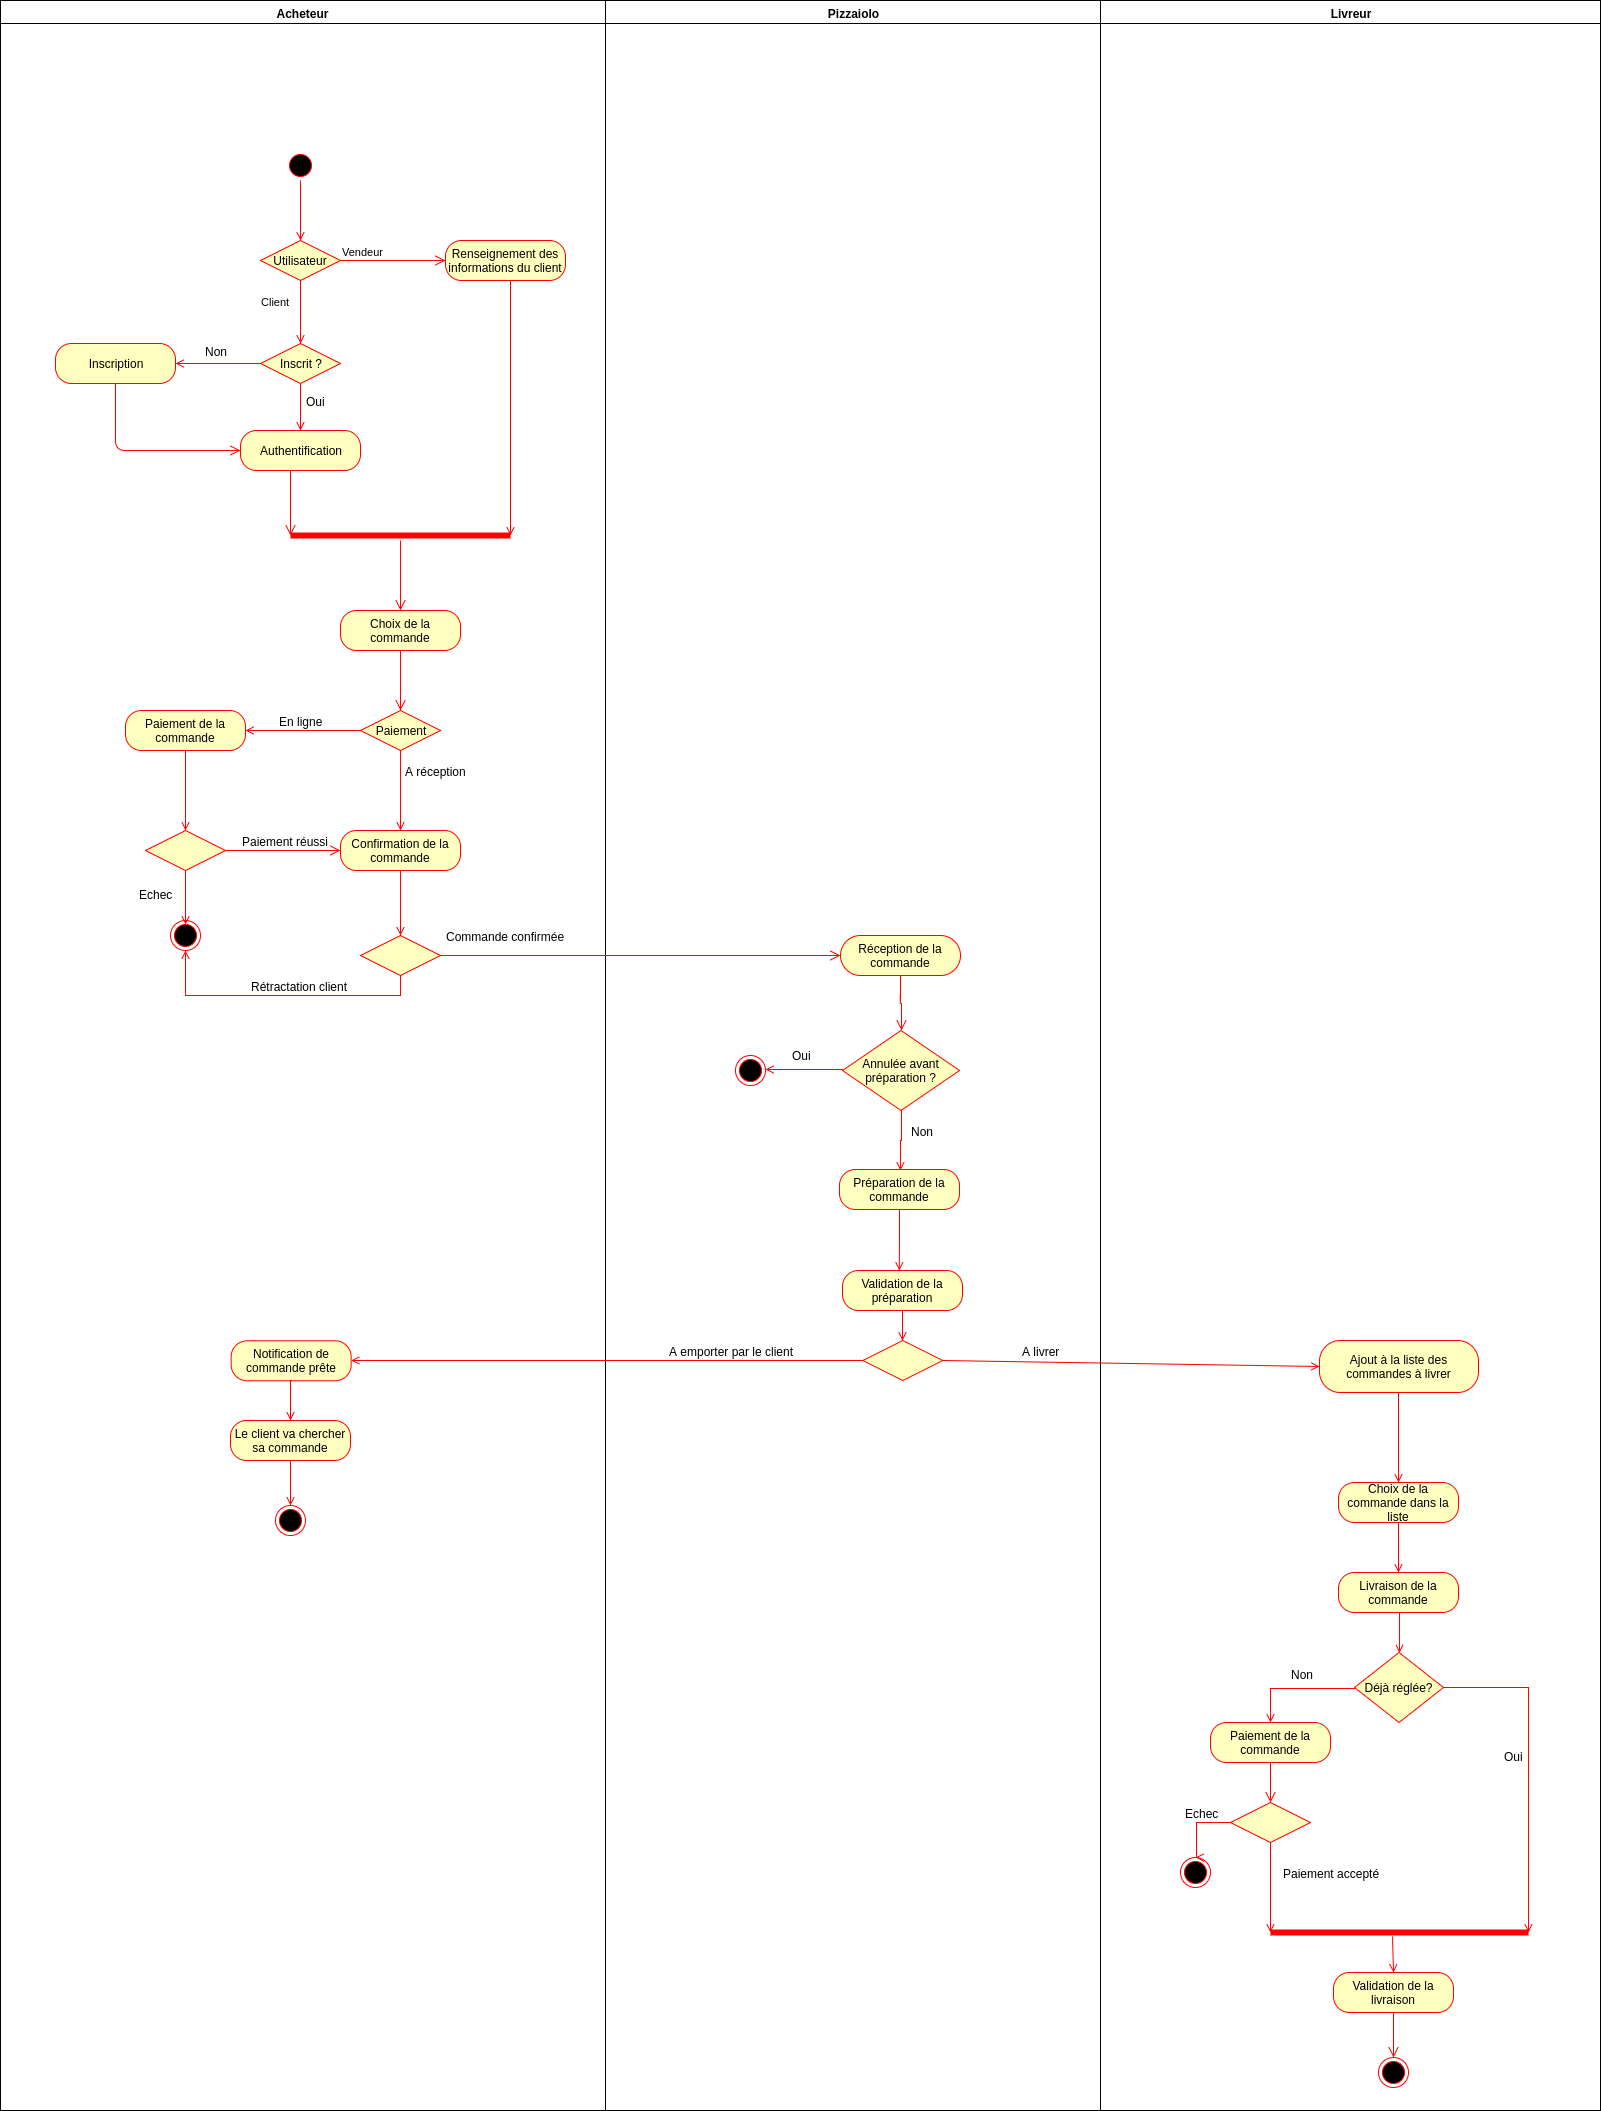 Acheteur
Pizzaiolo
Livreur
Utilisateur
Vendeur
Renseignement des
informations du client
Client
Inscription
Non
Inscrit ?
Oui
Authentification
Choix de la
commande
Paiement de la
commande
En ligne
Paiement
A réception
Paiement réussi
Confirmation de la
commande
Echec
Commande confirmée
Rétractation client
Réception de la
commande
Oui
Annulée avant
préparation ?
Non
Préparation de la
commande
Validation de la
préparation
A emporter par le client
A livrer
Notification de
commande prête
Ajout à la liste des
commandes à livrer
Le client va chercher
sa commande
Choix de la
commande dans la
liste
Livraison de la
commande
Non
Déjà réglée?
Paiement de la
commande
Oui
Echec
Paiement accepté
Validation de la
livraison